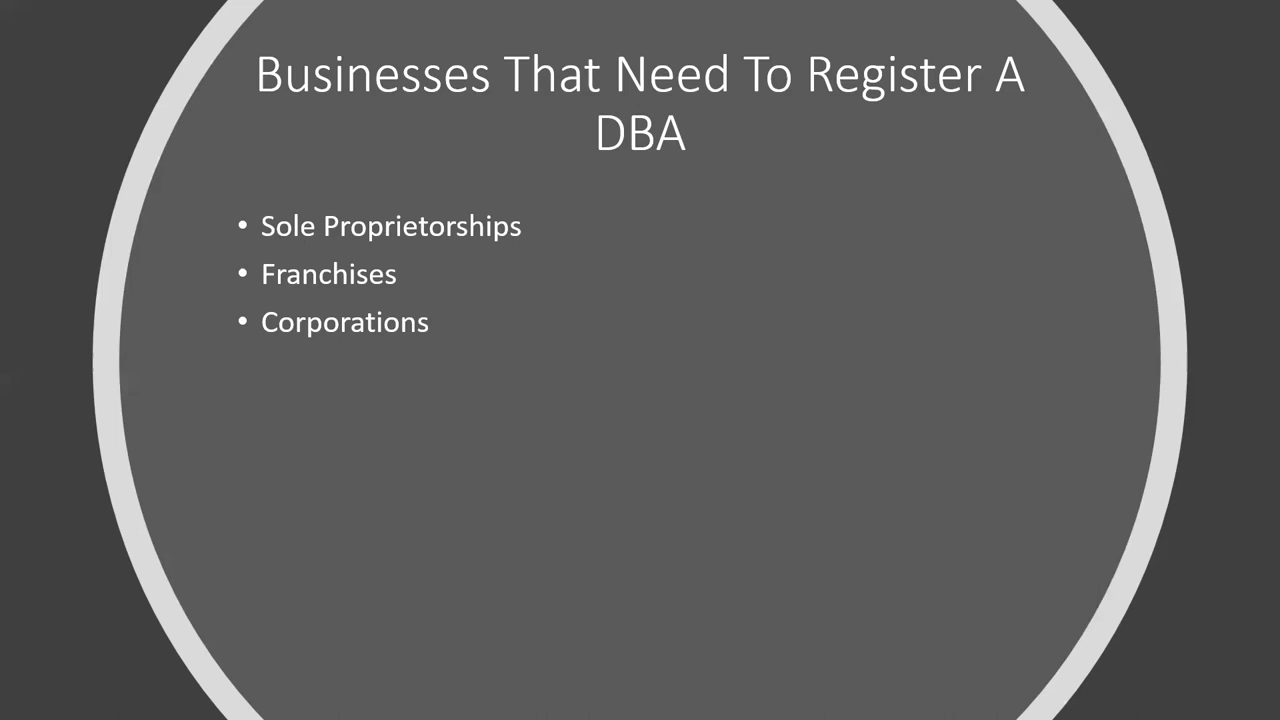 Businesses That Need To Register A
DBA
• Sole Proprietorships
• Franchises
• Corporations